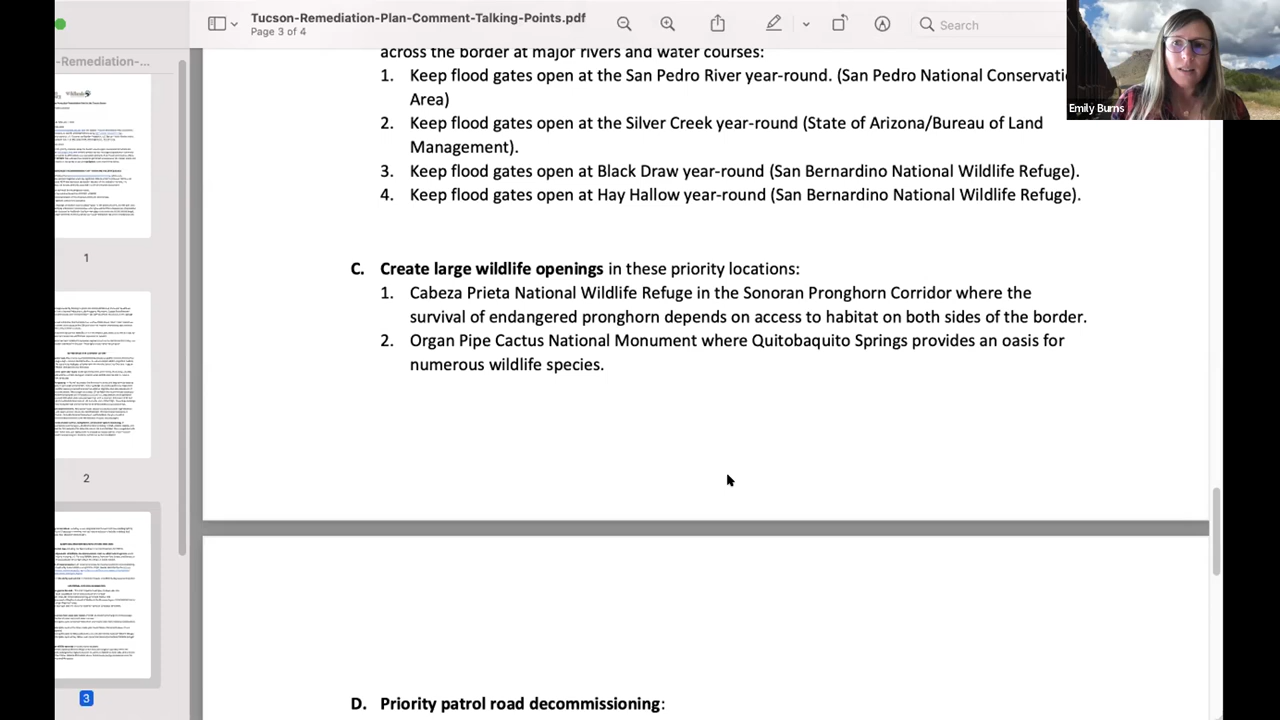 Tucson-Remediation-Plan-Comment-Talking-Points.pdf
Page 3 of 4
Search
-Remediation-...
Emily Burns
across the border at major rivers and water courses:
1. Keep flood gates open at the San Pedro River year-round. (San Pedro National Conservati
Area)
2. Kep flood gates open at the Silver Creek year-round (State of Arizona/Bureau of Land
Management).
3. Keep flood gates open at Black Draw year-round (San Bernardino National Wildlife Refuge).
4. Keep flood gates open at Hay Hallow year-round (San Bernardino National Wildlife Refuge).
C. Create large wildlife openings in these priority locations:
1. Cabeza Prieta National Wildlife Refuge in the Sonoran Pronghorn Corridor where the
survival of endangered pronghorn depends on access to habitat on both sides of the border.
2. Organ Pipe Cactus National Monument where Quitobaquito Springs provides an oasis for
numerous wildlife species.
D. Priority patrol road decommissioning:
1
2
3